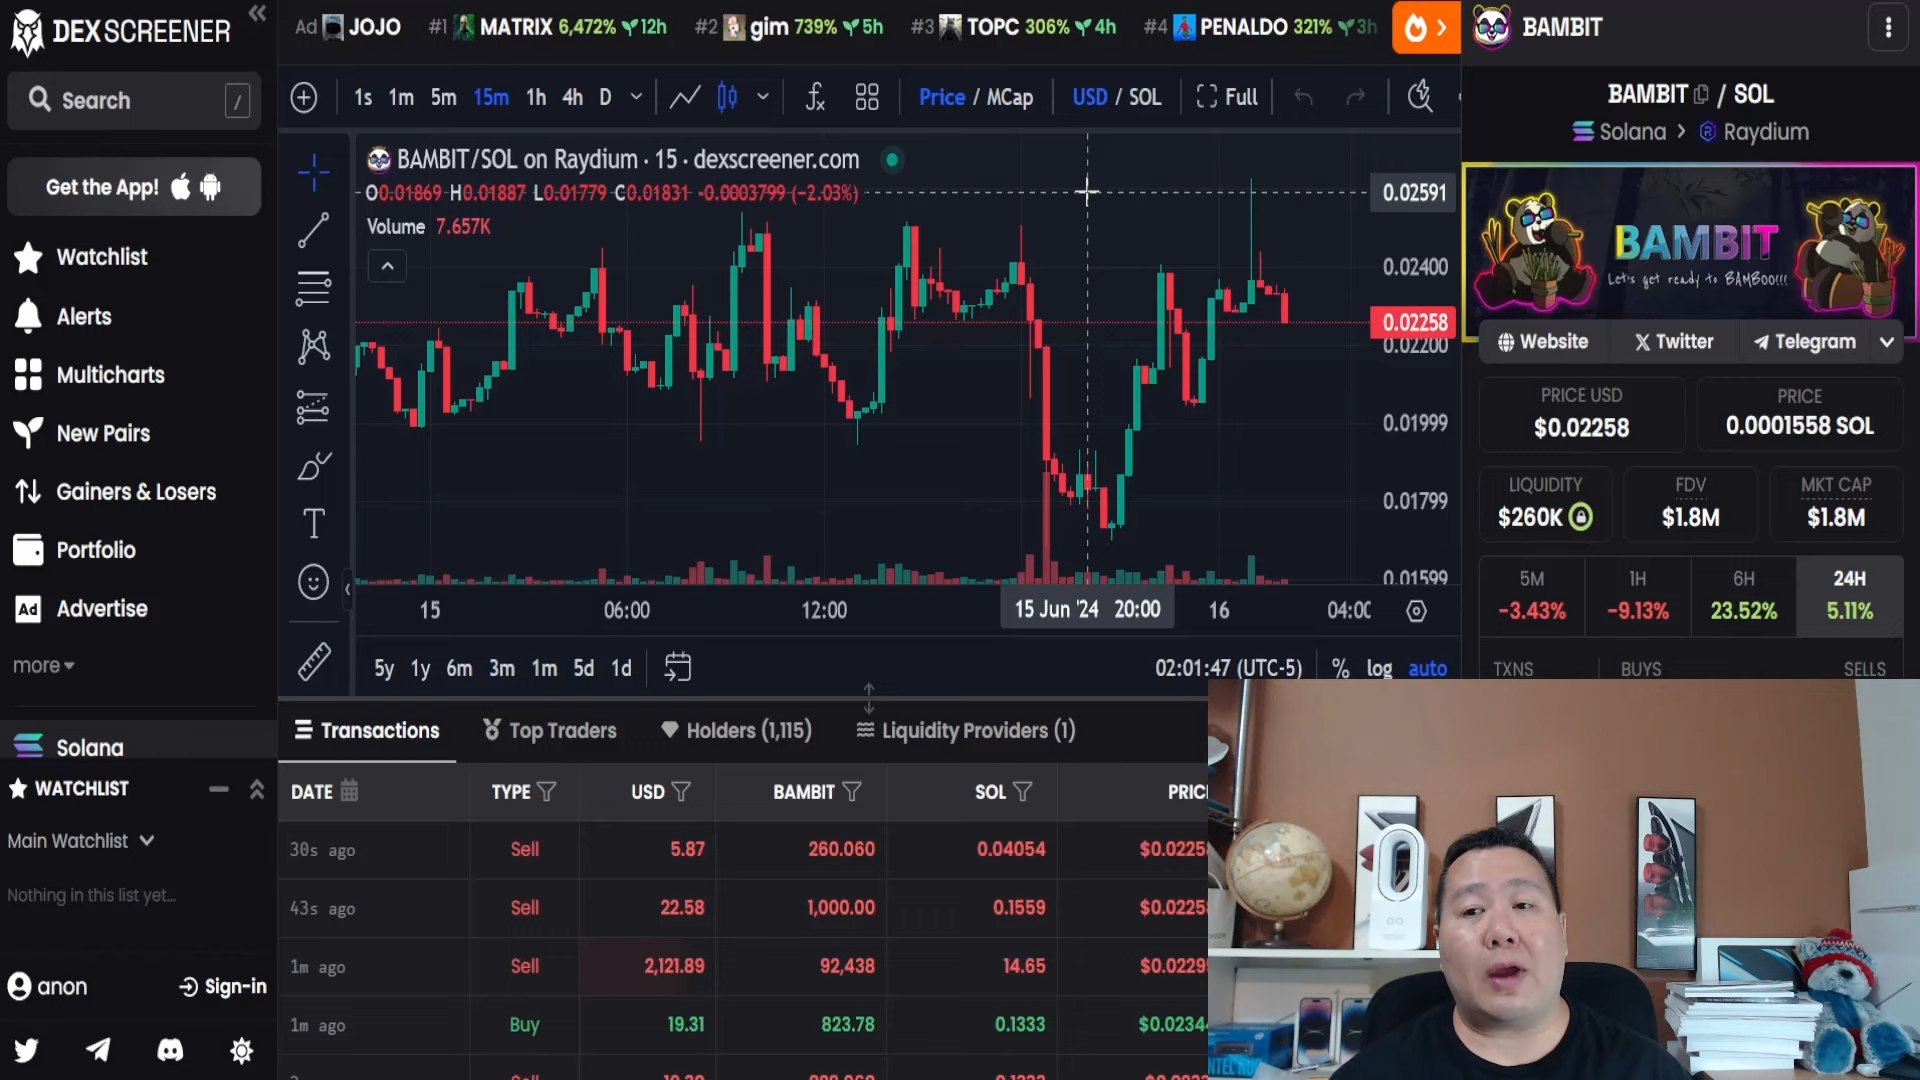 DEX SCREENER
Ad JOJO #1 MATRIX 6,472% 12h #2 gim 739% 5h #3 TOPC 306% 4h #4 PENALDO 321% 3h
BAMBIT
Search /
Get the App!
Watchlist
Alerts
Multicharts
New Pairs
Gainers & Losers
Portfolio
Ad Advertise
more
Solana
WATCHLIST
Main Watchlist
Nothing in this list yet...
anon Sign-in
1s 1m 5m 15m 1h 4h D Price / MCap USD / SOL Full
BAMBIT/SOL on Raydium · 15 · dexscreener.com
O0.01869 H0.01887 L0.01779 C0.01831 -0.0003799 (-2.03%)
Volume 7.657K
0.02591
0.02400
0.02258
0.02200
0.01999
0.01799
0.01599
15 06:00 12:00 15 Jun '24 20:00 16 04:00
5y 1y 6m 3m 1m 5d 1d 02:01:47 (UTC-5) % log auto
BAMBIT / SOL
Solana > Raydium
BAMBIT
Let's get ready to BAMBOO!!!
Website Twitter Telegram
PRICE USD PRICE
$0.02258 0.0001558 SOL
LIQUIDITY FDV MKT CAP
$260K $1.8M $1.8M
5M 1H 6H 24H
-3.43% -9.13% 23.52% 5.11%
TXNS BUYS SELLS
Transactions Top Traders Holders (1,115) Liquidity Providers (1)
DATE TYPE USD BAMBIT SOL PRIC
30s ago Sell 5.87 260.060 0.04054 $0.0225
43s ago Sell 22.58 1,000.00 0.1559 $0.0225
1m ago Sell 2,121.89 92,438 14.65 $0.0229
1m ago Buy 19.31 823.78 0.1333 $0.0234